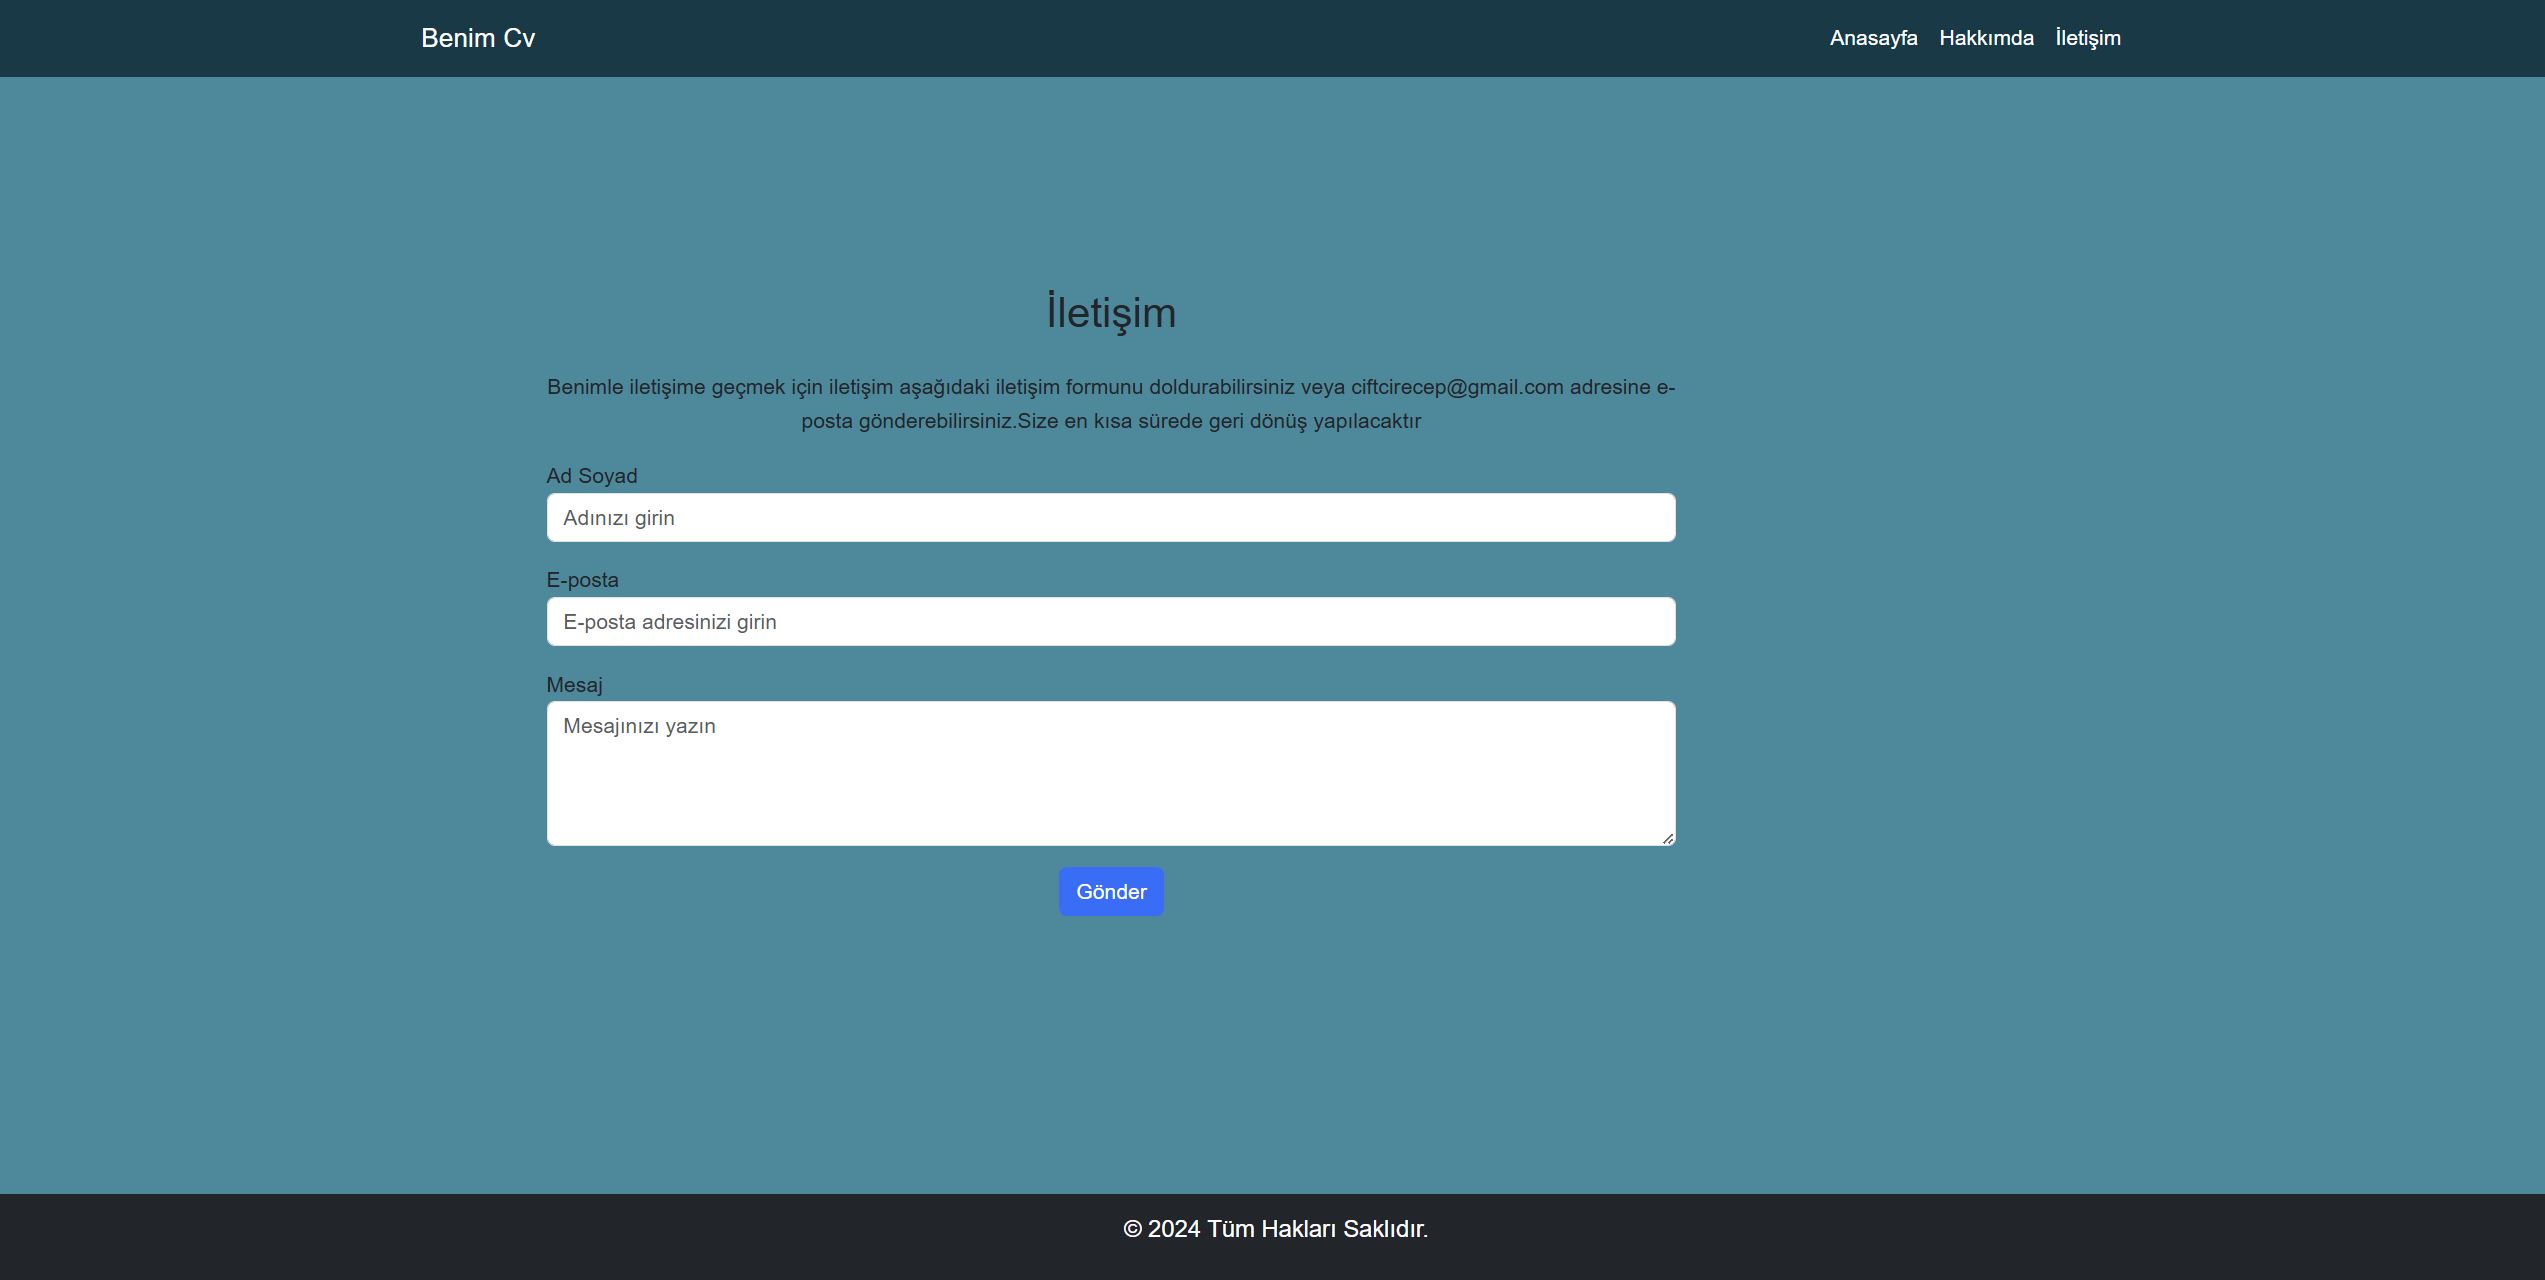 Benim Cv
Anasayfa Hakkımda İletişim
İletişim
Benimle iletişime geçmek için iletişim aşağıdaki iletişim formunu doldurabilirsiniz veya ciftcirecep@gmail.com adresine e-
posta gönderebilirsiniz.Size en kısa sürede geri dönüş yapılacaktır
Ad Soyad
Adınızı girin
E-posta
E-posta adresinizi girin
Mesaj
Mesajınızı yazın
Gönder
© 2024 Tüm Hakları Saklıdır.